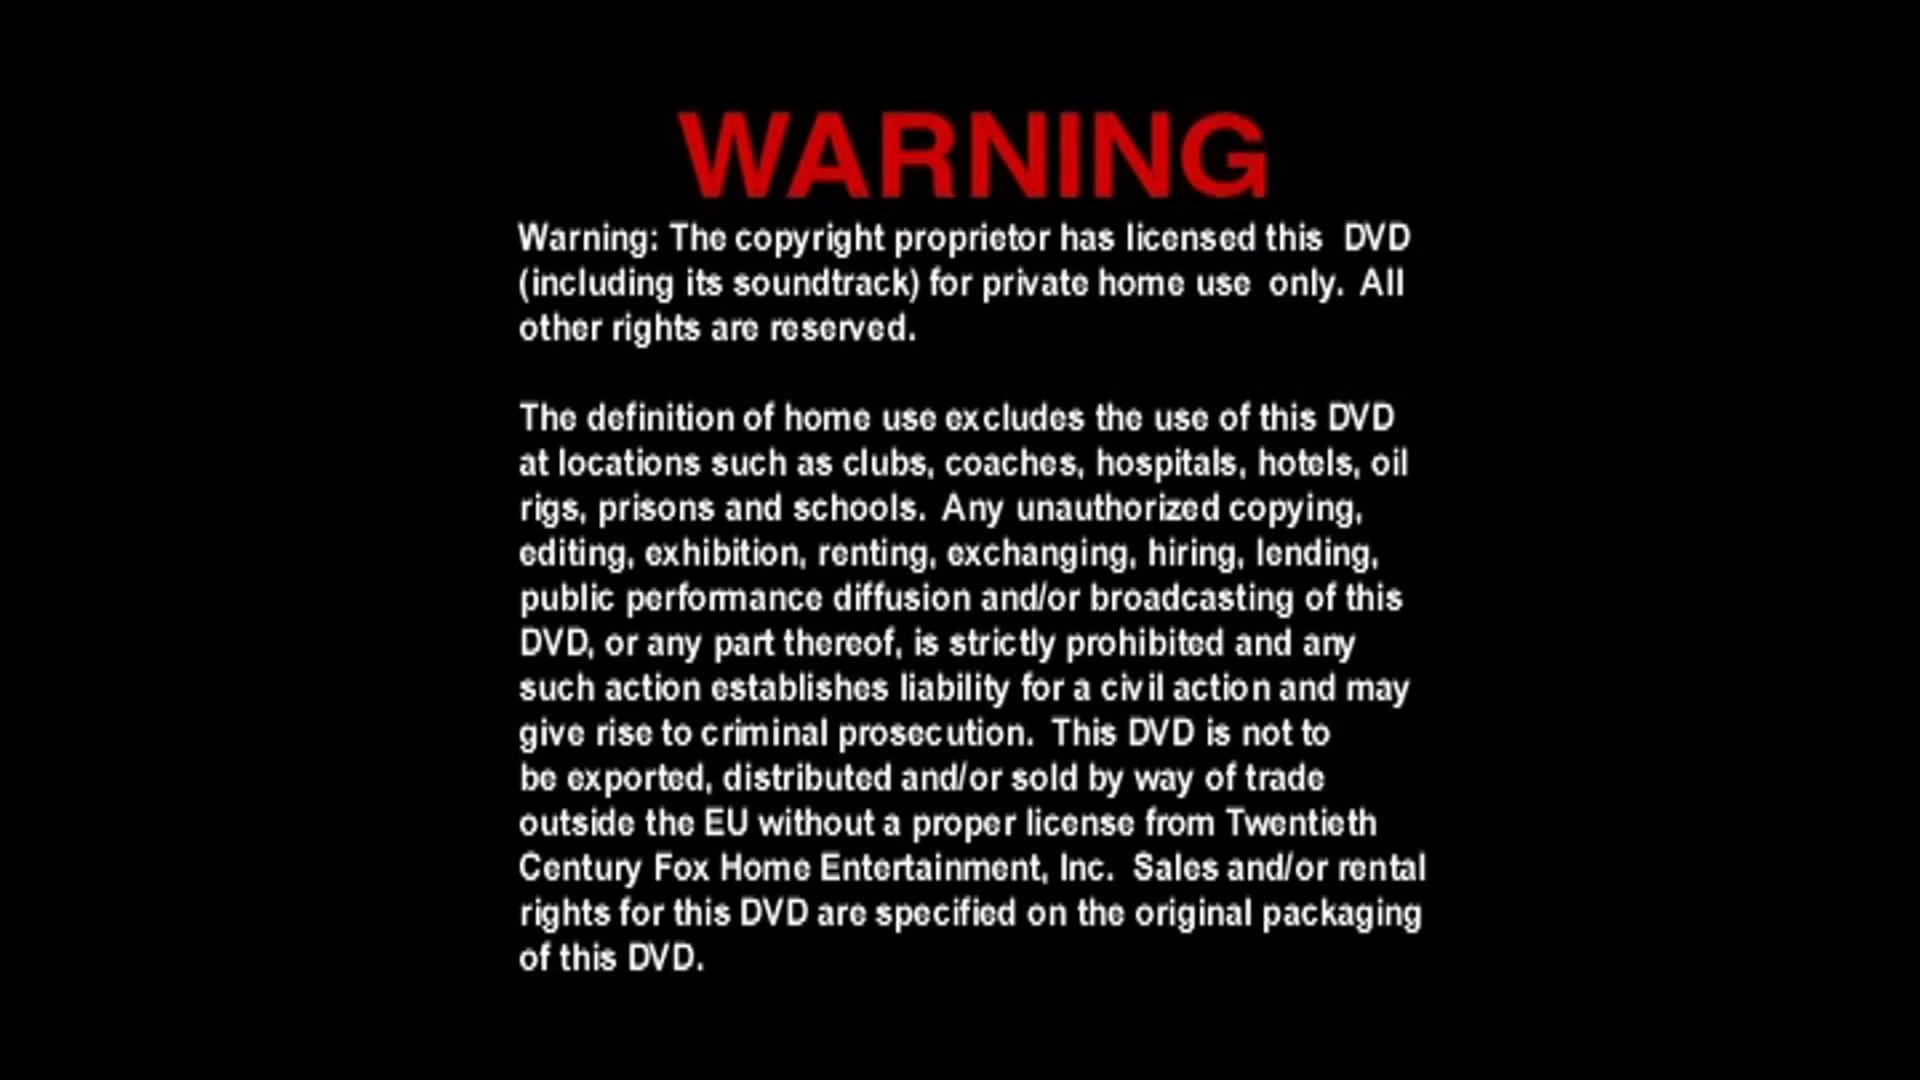 WARNING
Warning: The copyright proprietor has licensed this DVD
(including its soundtrack) for private home use only. All
other rights are reserved.
The definition of home use excludes the use of this DVD
at locations such as clubs, coaches, hospitals, hotels, oil
rigs, prisons and schools. Any unauthorized copying,
editing, exhibition, renting, exchanging, hiring, lending,
public performance diffusion and/or broadcasting of this
DVD, or any part thereof, is strictly prohibited and any
such action establishes liability for a civil action and may
give rise to criminal prosecution. This DVD is not to
be exported, distributed and/or sold by way of trade
outside the EU without a proper license from Twentieth
Century Fox Home Entertainment, Inc. Sales and/or rental
rights for this DVD are specified on the original packaging
of this DVD.